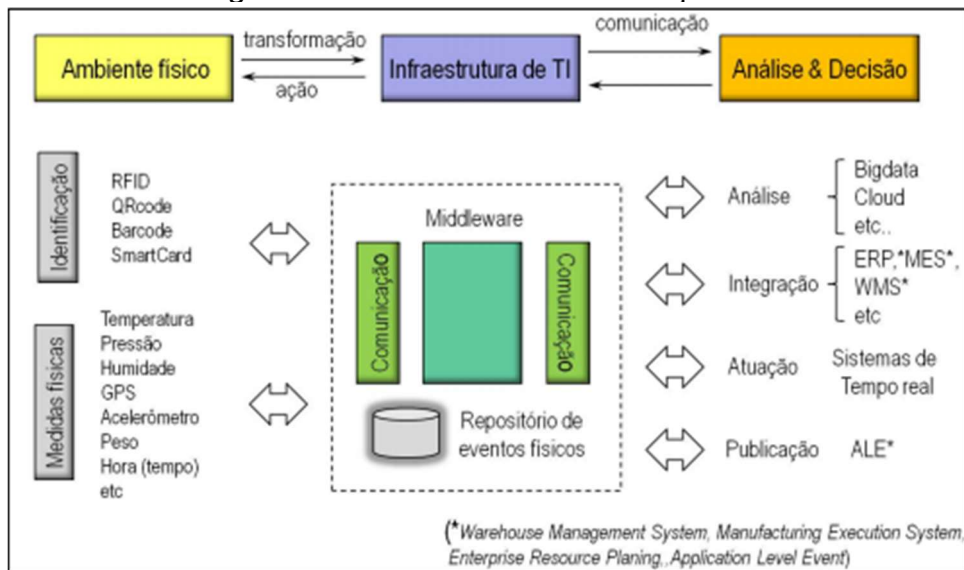 transformação
comunicação
Ambiente físico
Infraestrutura de TI
Análise & Decisão
ação
Identificação
RFID
QRcode
Barcode
SmartCard
Medidas físicas
Temperatura
Pressão
Humidade
GPS
Acelerômetro
Peso
Hora (tempo)
etc
Middleware
Comunicação
Comunicação
Repositório de
eventos físicos
Análise
Bigdata
Cloud
etc..
Integração
ERP,*MES*,
WMS*
etc
Atuação
Sistemas de
Tempo real
Publicação
ALE*
(*Warehouse Management System, Manufacturing Execution System,
Enterprise Resource Planing,,Application Level Event)